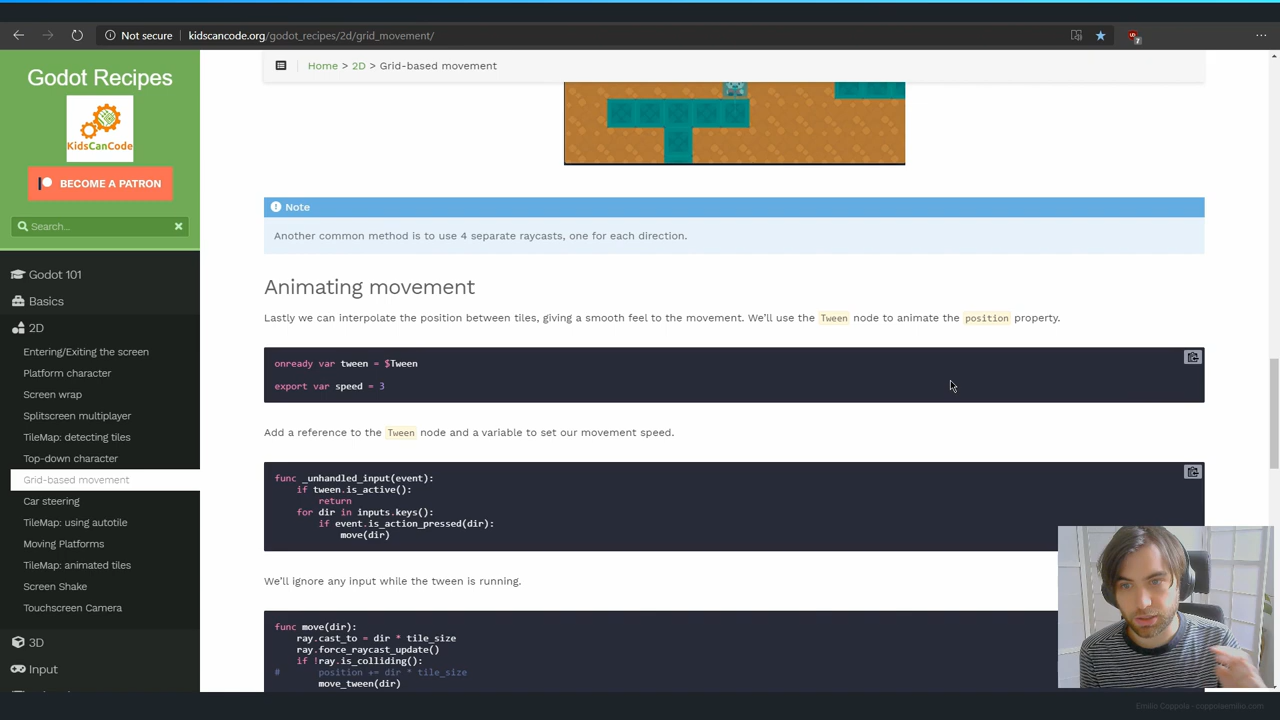 Not secure
kidscancode.org/godot_recipes/2d/grid_movement/
7
Godot Recipes
KidsCanCode
BECOME A PATRON
Search...
Godot 101
Basics
2D
Entering/Exiting the screen
Platform character
Screen wrap
Splitscreen multiplayer
TileMap: detecting tiles
Top-down character
Grid-based movement
Car steering
TileMap: using autotile
Moving Platforms
TileMap: animated tiles
Screen Shake
Touchscreen Camera
3D
Input
Home > 2D > Grid-based movement
Note
Another common method is to use 4 separate raycasts, one for each direction.
Animating movement
Lastly we can interpolate the position between tiles, giving a smooth feel to the movement. We'll use the Tween node to animate the position property.
onready var tween = $Tween
export var speed = 3
Add a reference to the Tween node and a variable to set our movement speed.
func _unhandled_input(event):
if tween.is_active():
return
for dir in inputs.keys():
if event.is_action_pressed(dir):
move(dir)
We'll ignore any input while the tween is running.
func move(dir):
ray.cast_to = dir * tile_size
ray.force_raycast_update()
if !ray.is_colliding():
# position += dir * tile_size
move_tween(dir)
Emilio Coppola - coppolaemilio.com